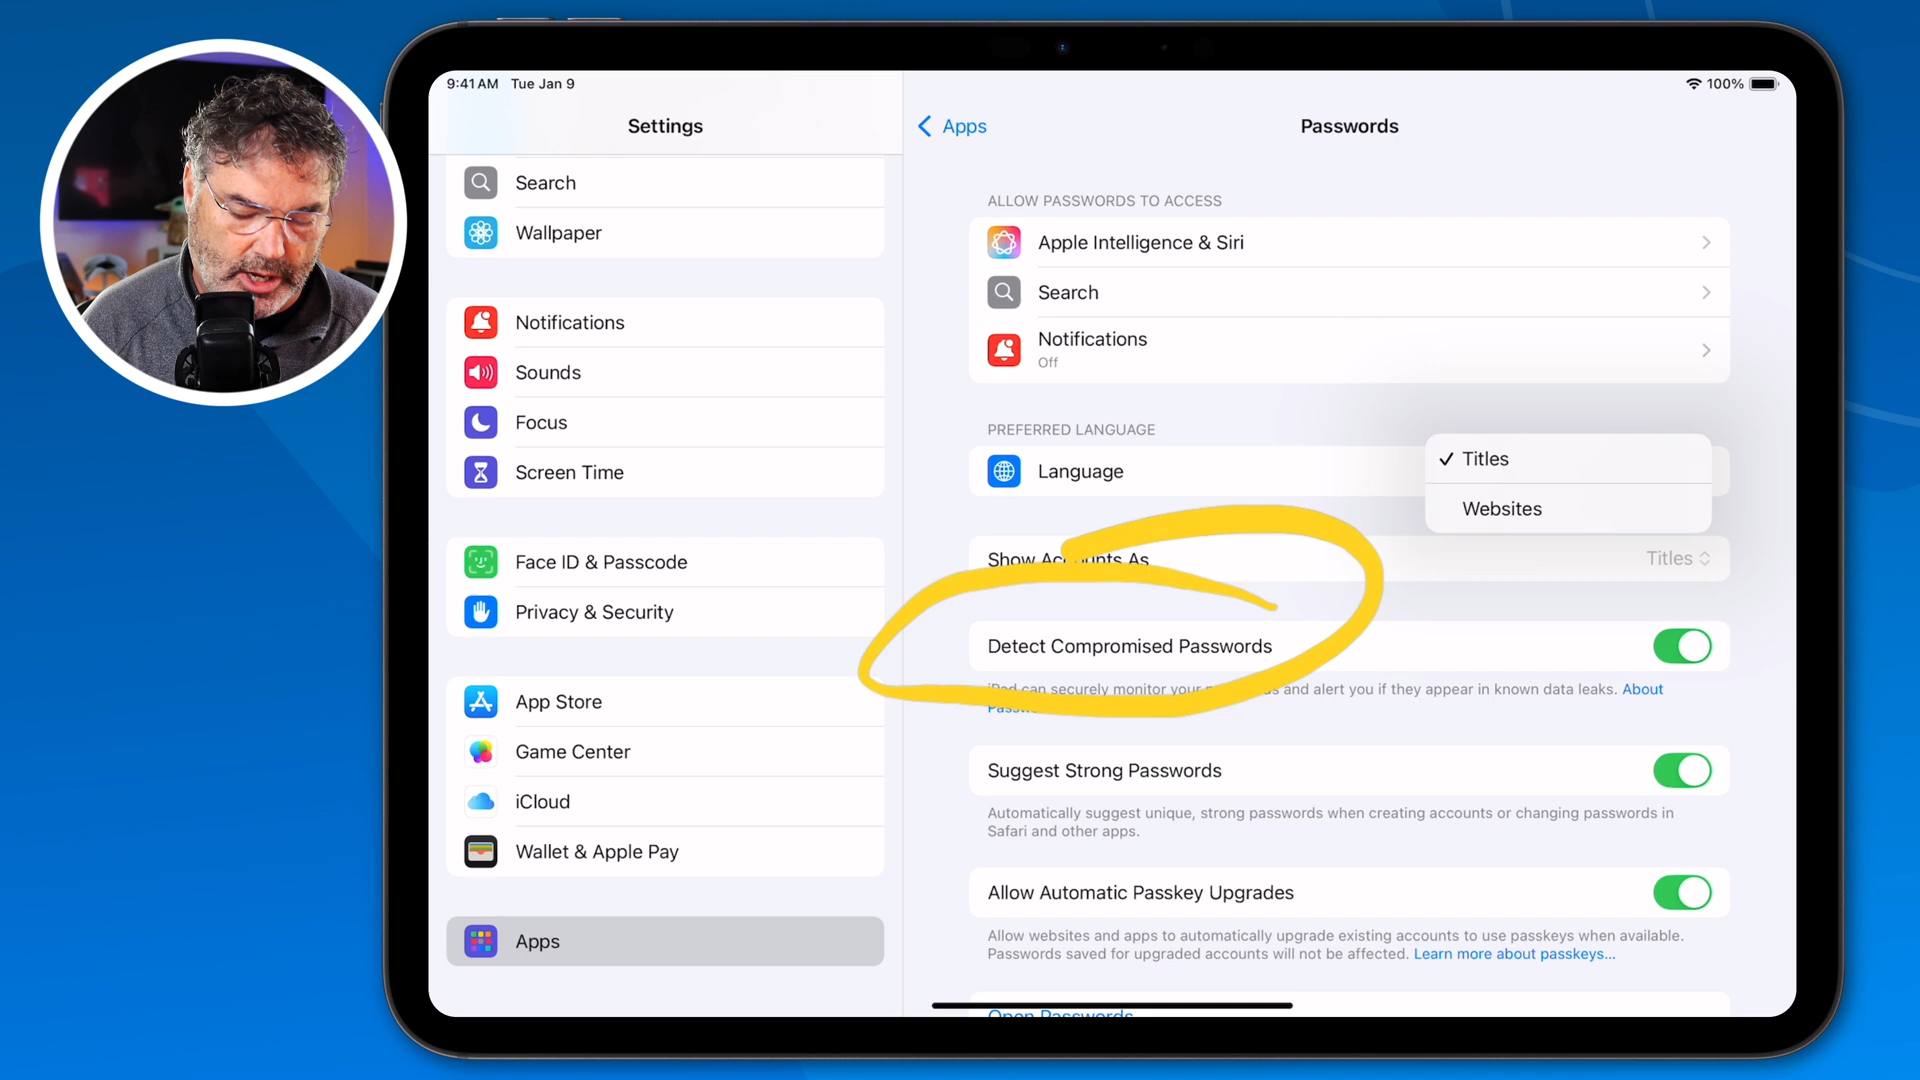 9:41 AM Tue Jan 9
100%
Settings
Search
Wallpaper
Notifications
Sounds
Focus
Screen Time
Face ID & Passcode
Privacy & Security
App Store
Game Center
iCloud
Wallet & Apple Pay
Apps
Apps
Passwords
ALLOW PASSWORDS TO ACCESS
Apple Intelligence & Siri
Search
Notifications
Off
PREFERRED LANGUAGE
Language
Titles
Websites
Show Accounts As
Titles
Detect Compromised Passwords
iPad can securely monitor your and alert you if they appear in known data leaks. About
Suggest Strong Passwords
Automatically suggest unique, strong passwords when creating accounts or changing passwords in
Safari and other apps.
Allow Automatic Passkey Upgrades
Allow websites and apps to automatically upgrade existing accounts to use passkeys when available.
Passwords saved for upgraded accounts will not be affected. Learn more about passkeys...
Open Passwords